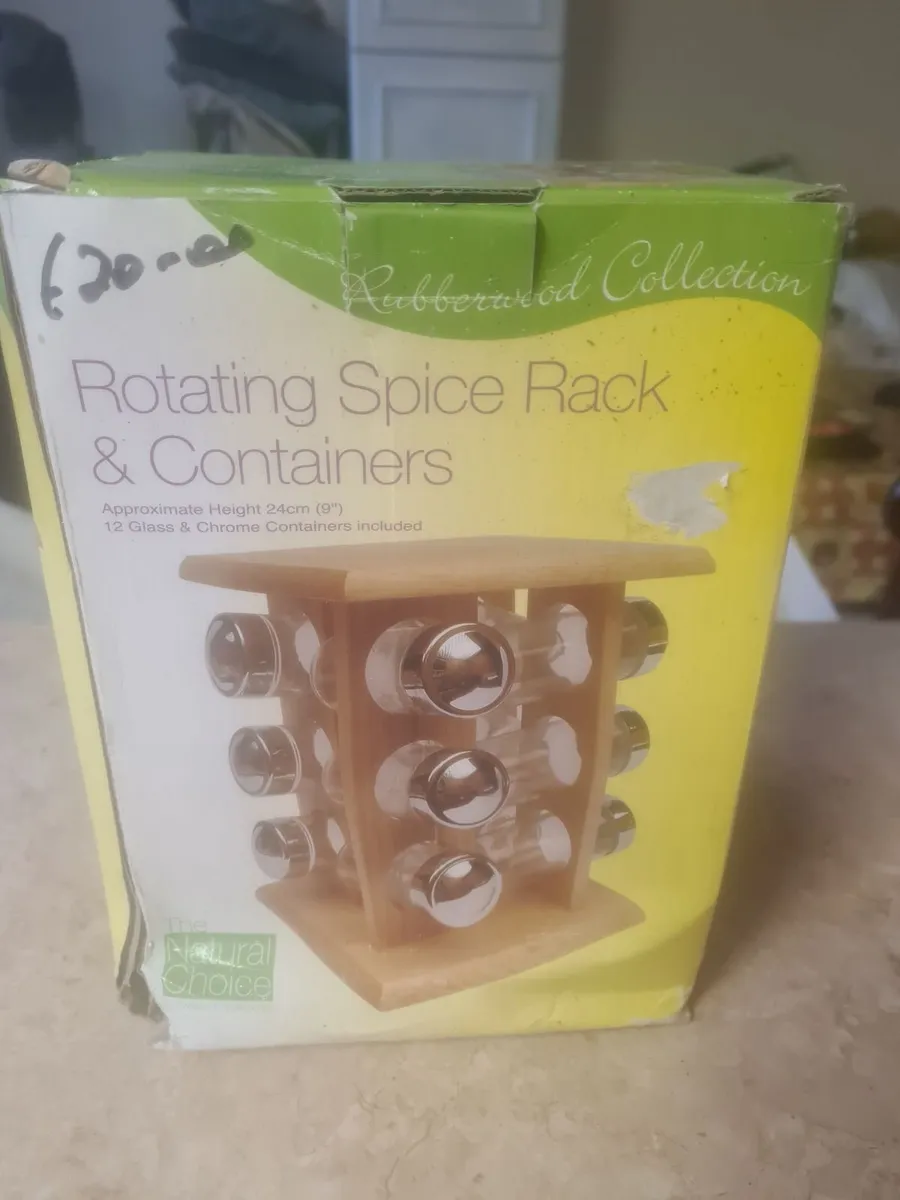 £20-00
Rubberwood Collection
Rotating Spice Rack
& Containers
Approximate Height 24cm (9")
12 Glass & Chrome Containers included
The
Natural
Choice